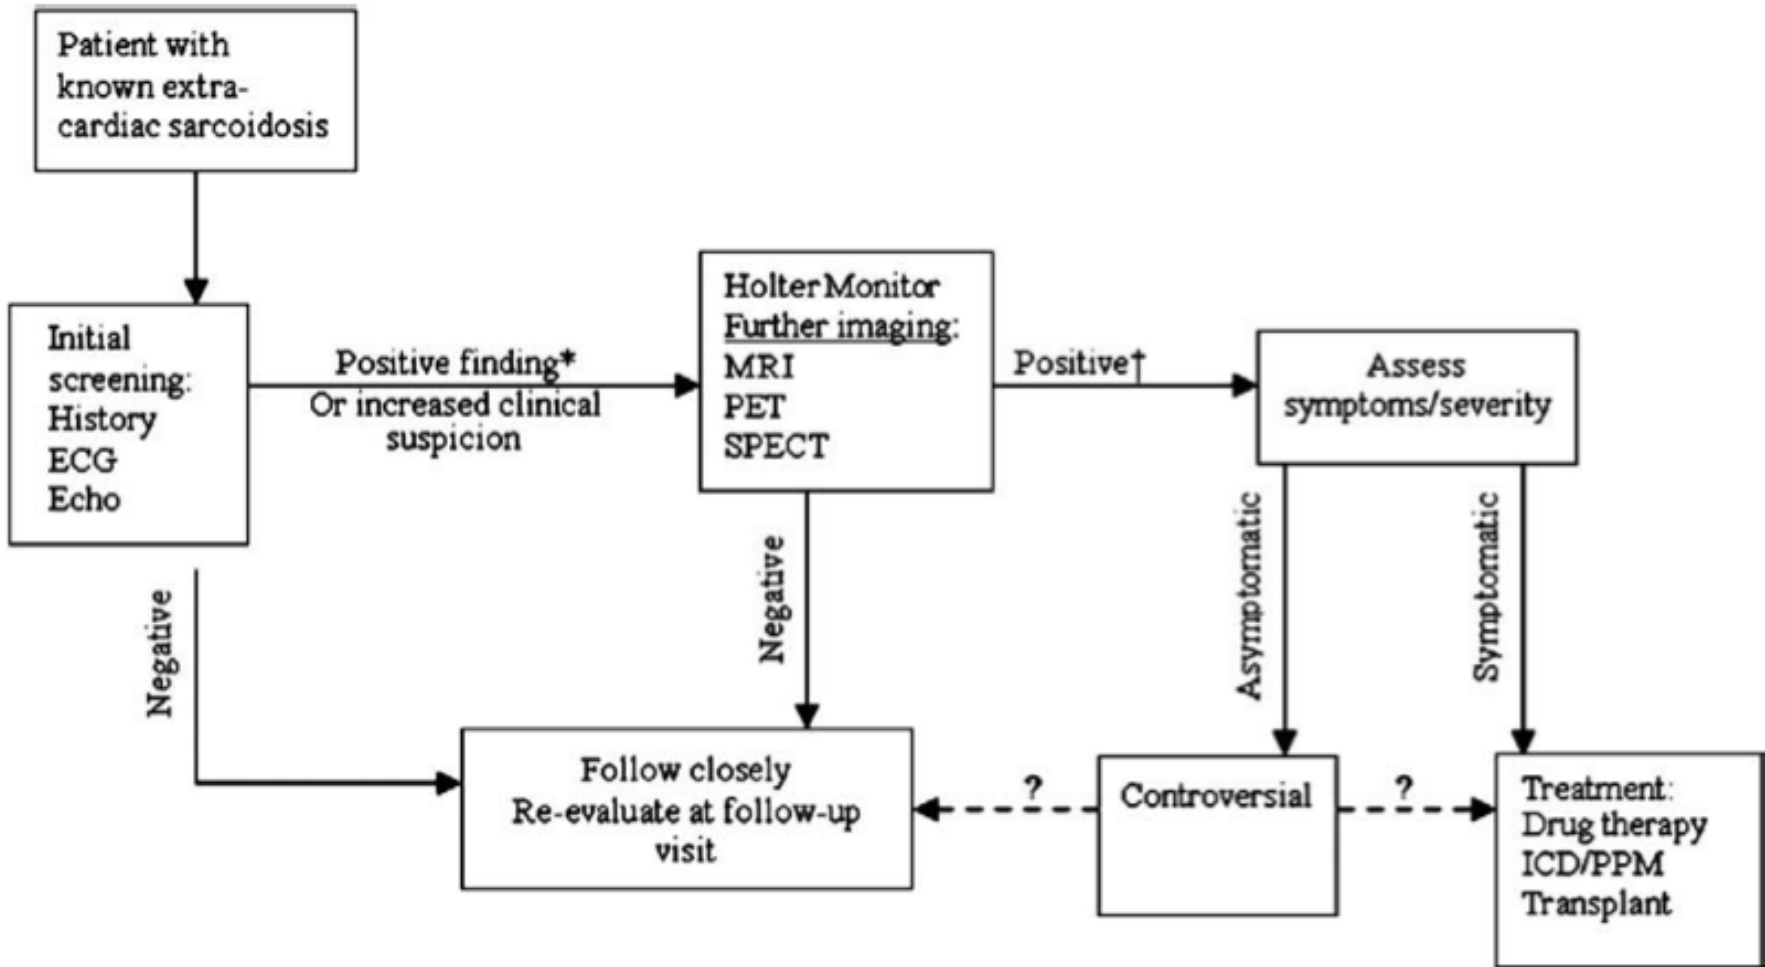 Patient with
known extra-
cardiac sarcoidosis
Initial
screening:
History
ECG
Echo
Positive finding*
Or increased clinical
suspicion
Holter Monitor
Further imaging:
MRI
PET
SPECT
Positive†
Assess
symptoms/severity
Negative
Negative
Asymptomatic
Symptomatic
Follow closely
Re-evaluate at follow-up
visit
?
Controversial
?
Treatment:
Drug therapy
ICD/PPM
Transplant